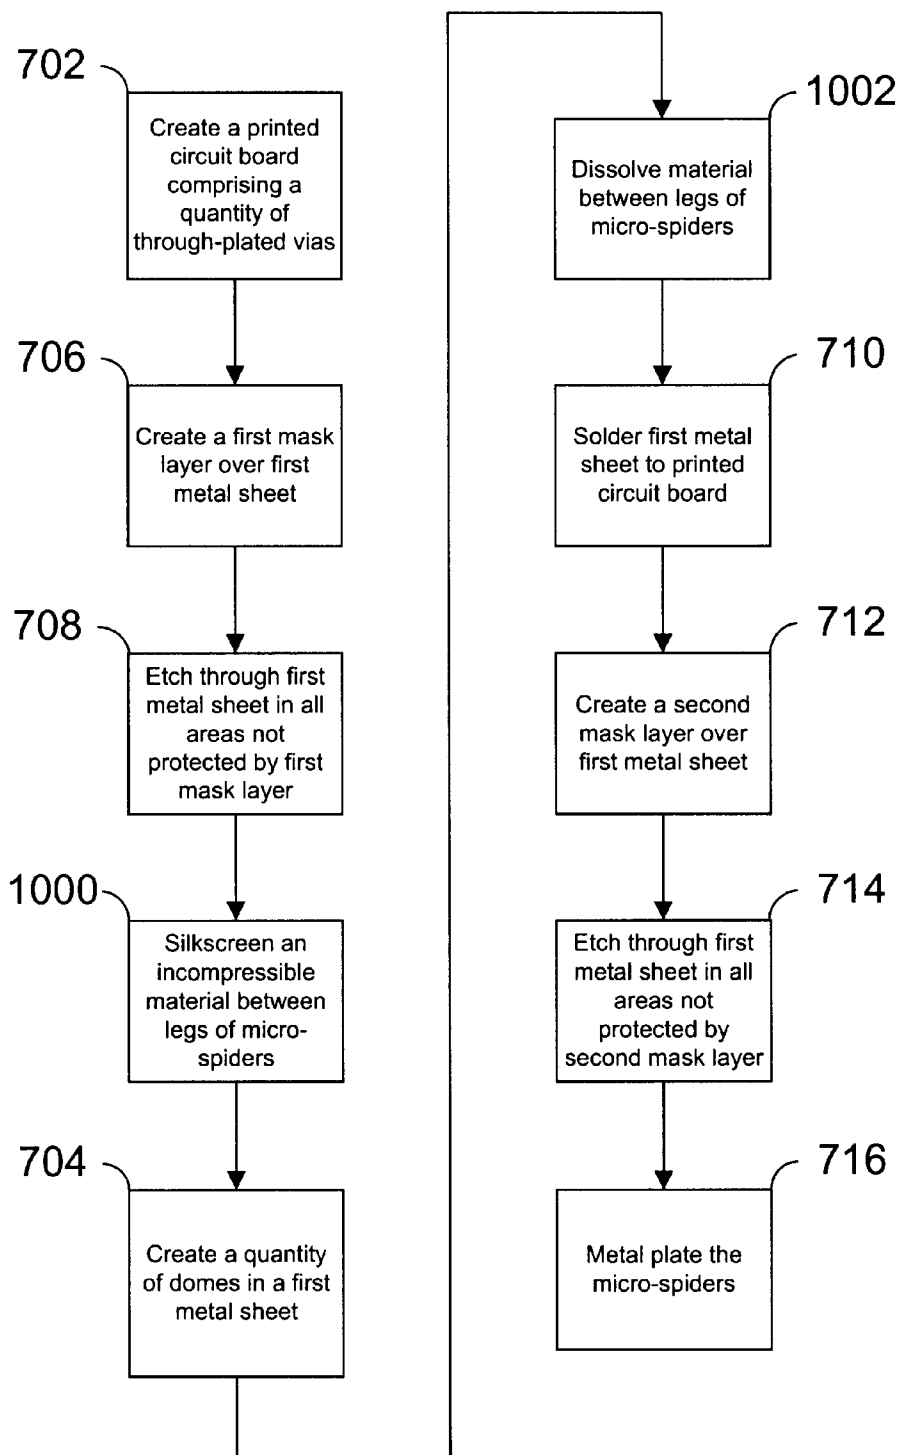 702
Create a printed
circuit board
comprising a
quantity of
through-plated vias
706
Create a first mask
layer over first
metal sheet
708
Etch through first
metal sheet in all
areas not
protected by first
mask layer
1000
Silkscreen an
incompressible
material between
legs of micro-
spiders
704
Create a quantity
of domes in a first
metal sheet
1002
Dissolve material
between legs of
micro-spiders
710
Solder first metal
sheet to printed
circuit board
712
Create a second
mask layer over
first metal sheet
714
Etch through first
metal sheet in all
areas not
protected by
second mask layer
716
Metal plate the
micro-spiders